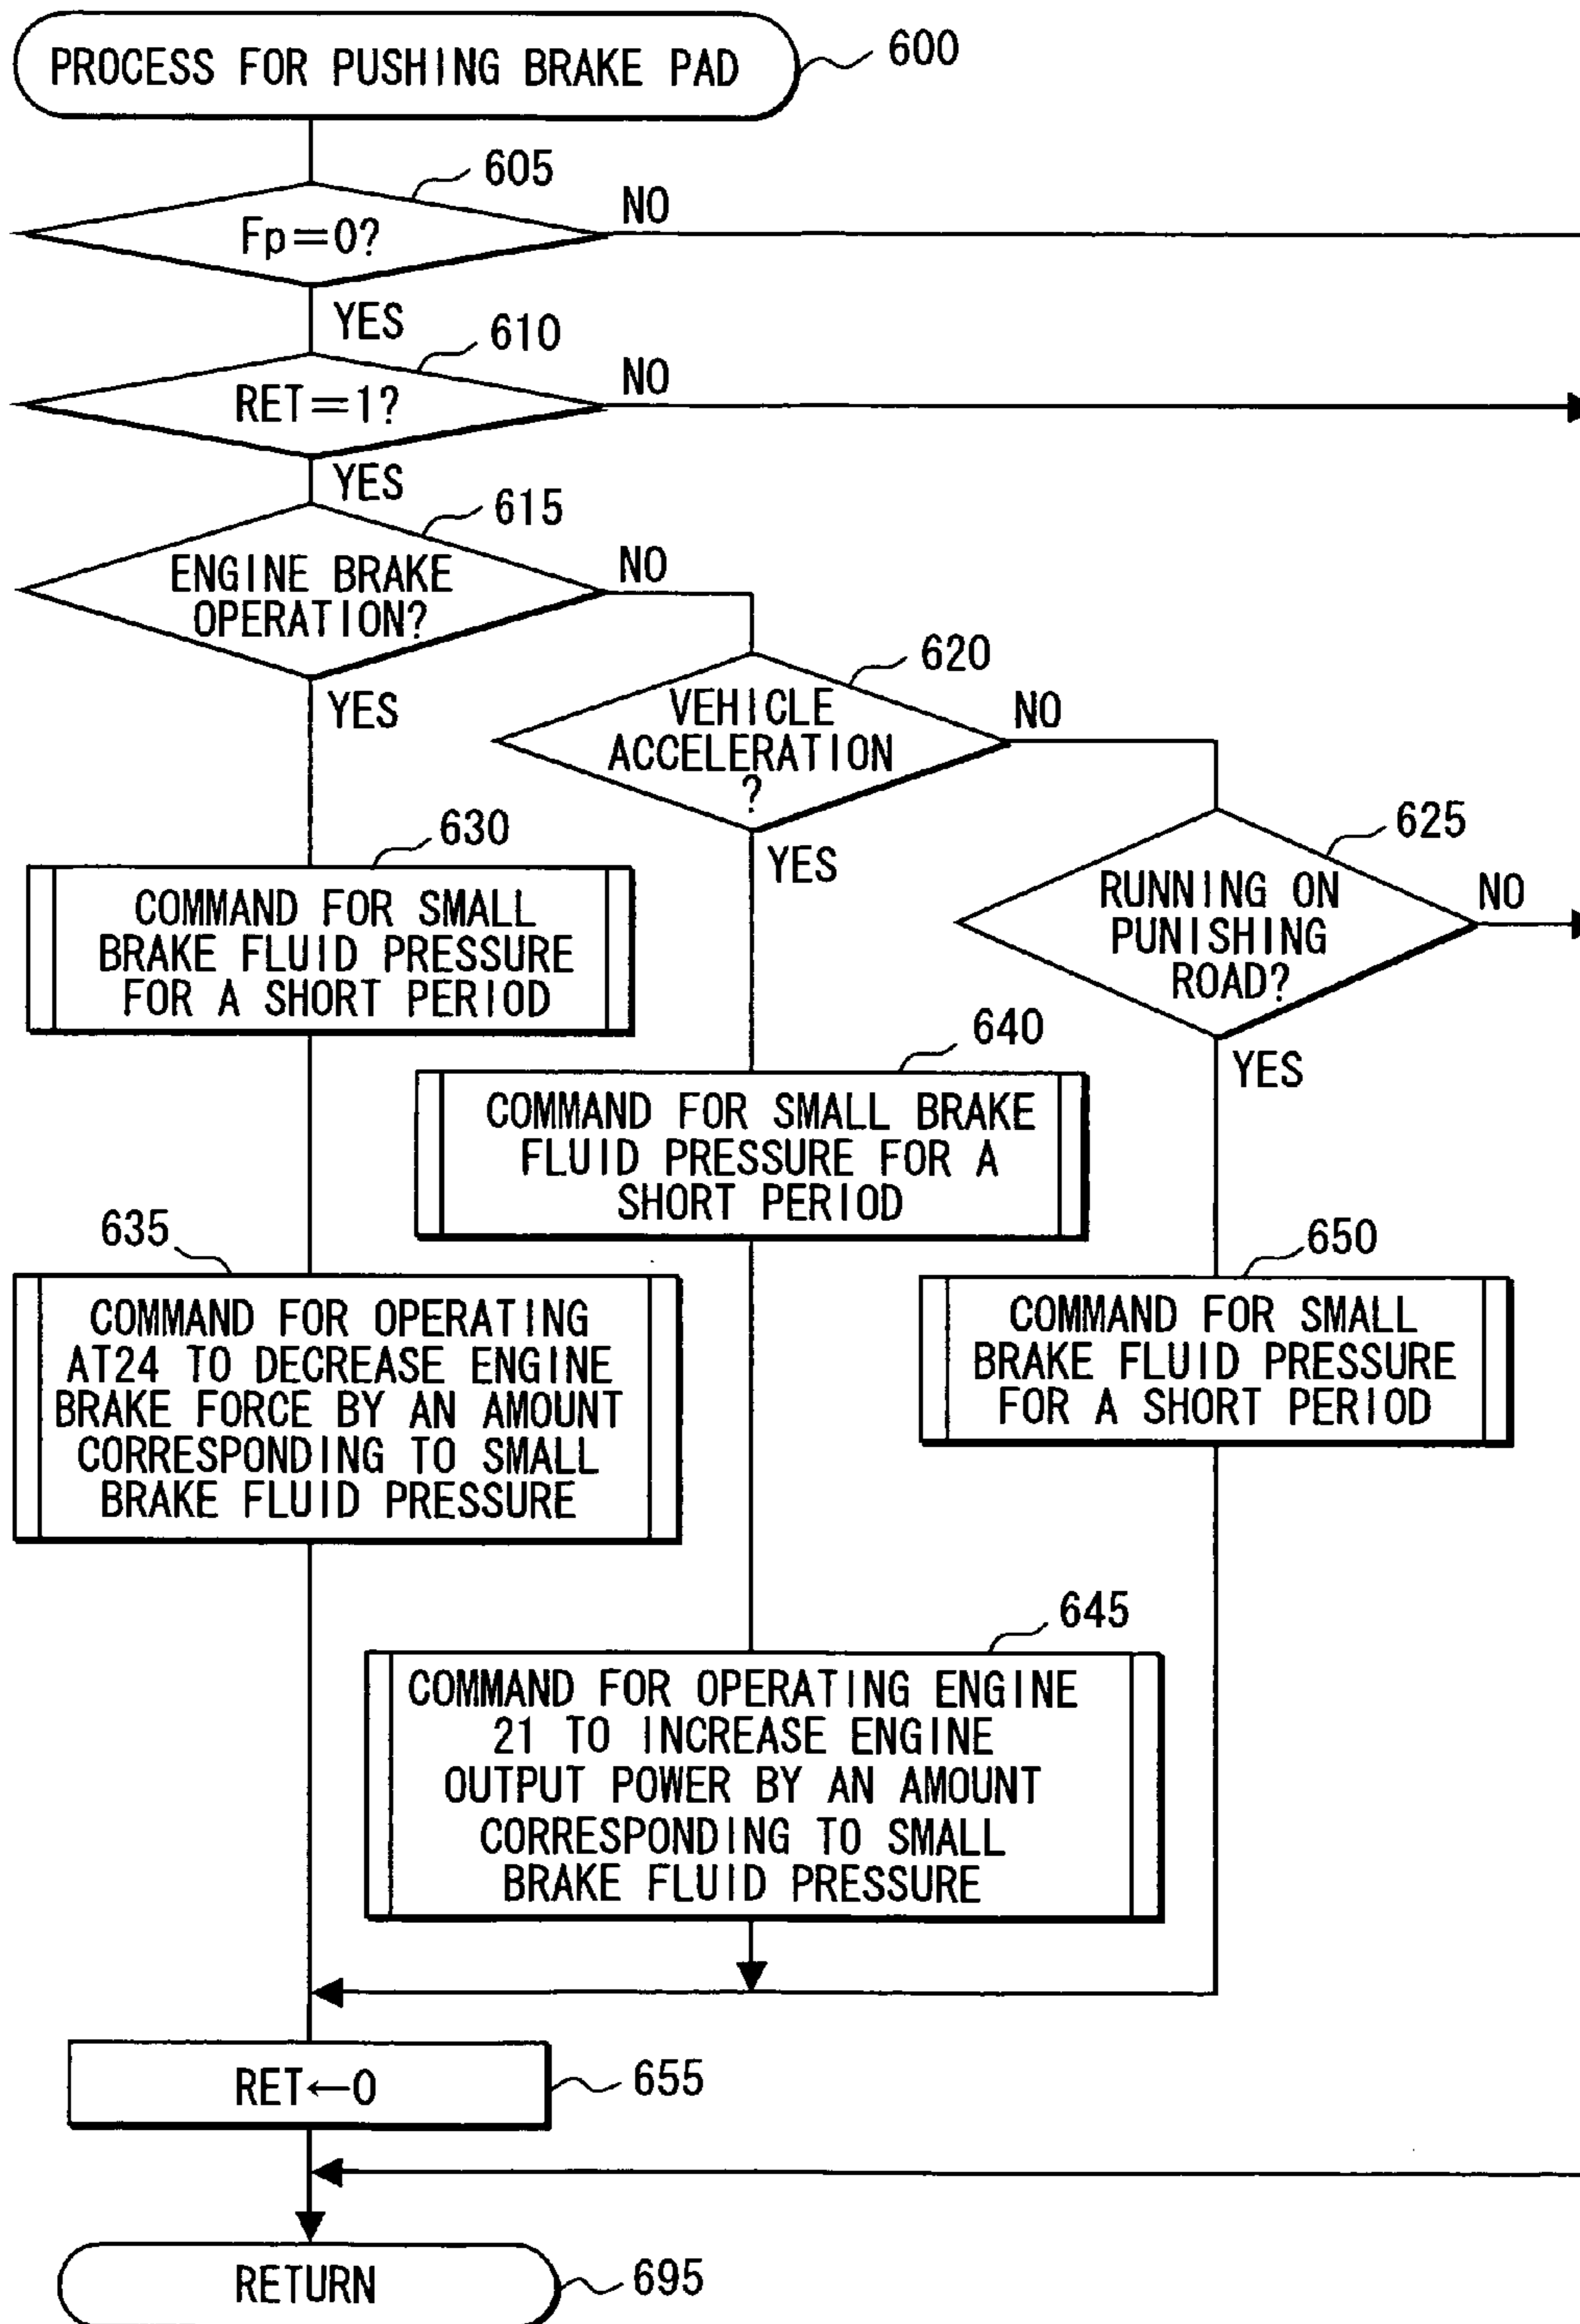 PROCESS FOR PUSHING BRAKE PAD
600
605
Fp=0?
NO
YES
610
RET=1?
NO
YES
615
ENGINE BRAKE
OPERATION?
NO
YES
620
VEHICLE
ACCELERATION
?
NO
YES
625
RUNNING ON
PUNISHING
ROAD?
NO
YES
630
COMMAND FOR SMALL
BRAKE FLUID PRESSURE
FOR A SHORT PERIOD
640
COMMAND FOR SMALL BRAKE
FLUID PRESSURE FOR A
SHORT PERIOD
635
COMMAND FOR OPERATING
AT24 TO DECREASE ENGINE
BRAKE FORCE BY AN AMOUNT
CORRESPONDING TO SMALL
BRAKE FLUID PRESSURE
650
COMMAND FOR SMALL
BRAKE FLUID PRESSURE
FOR A SHORT PERIOD
645
COMMAND FOR OPERATING ENGINE
21 TO INCREASE ENGINE
OUTPUT POWER BY AN AMOUNT
CORRESPONDING TO SMALL
BRAKE FLUID PRESSURE
RET←0
655
RETURN
695